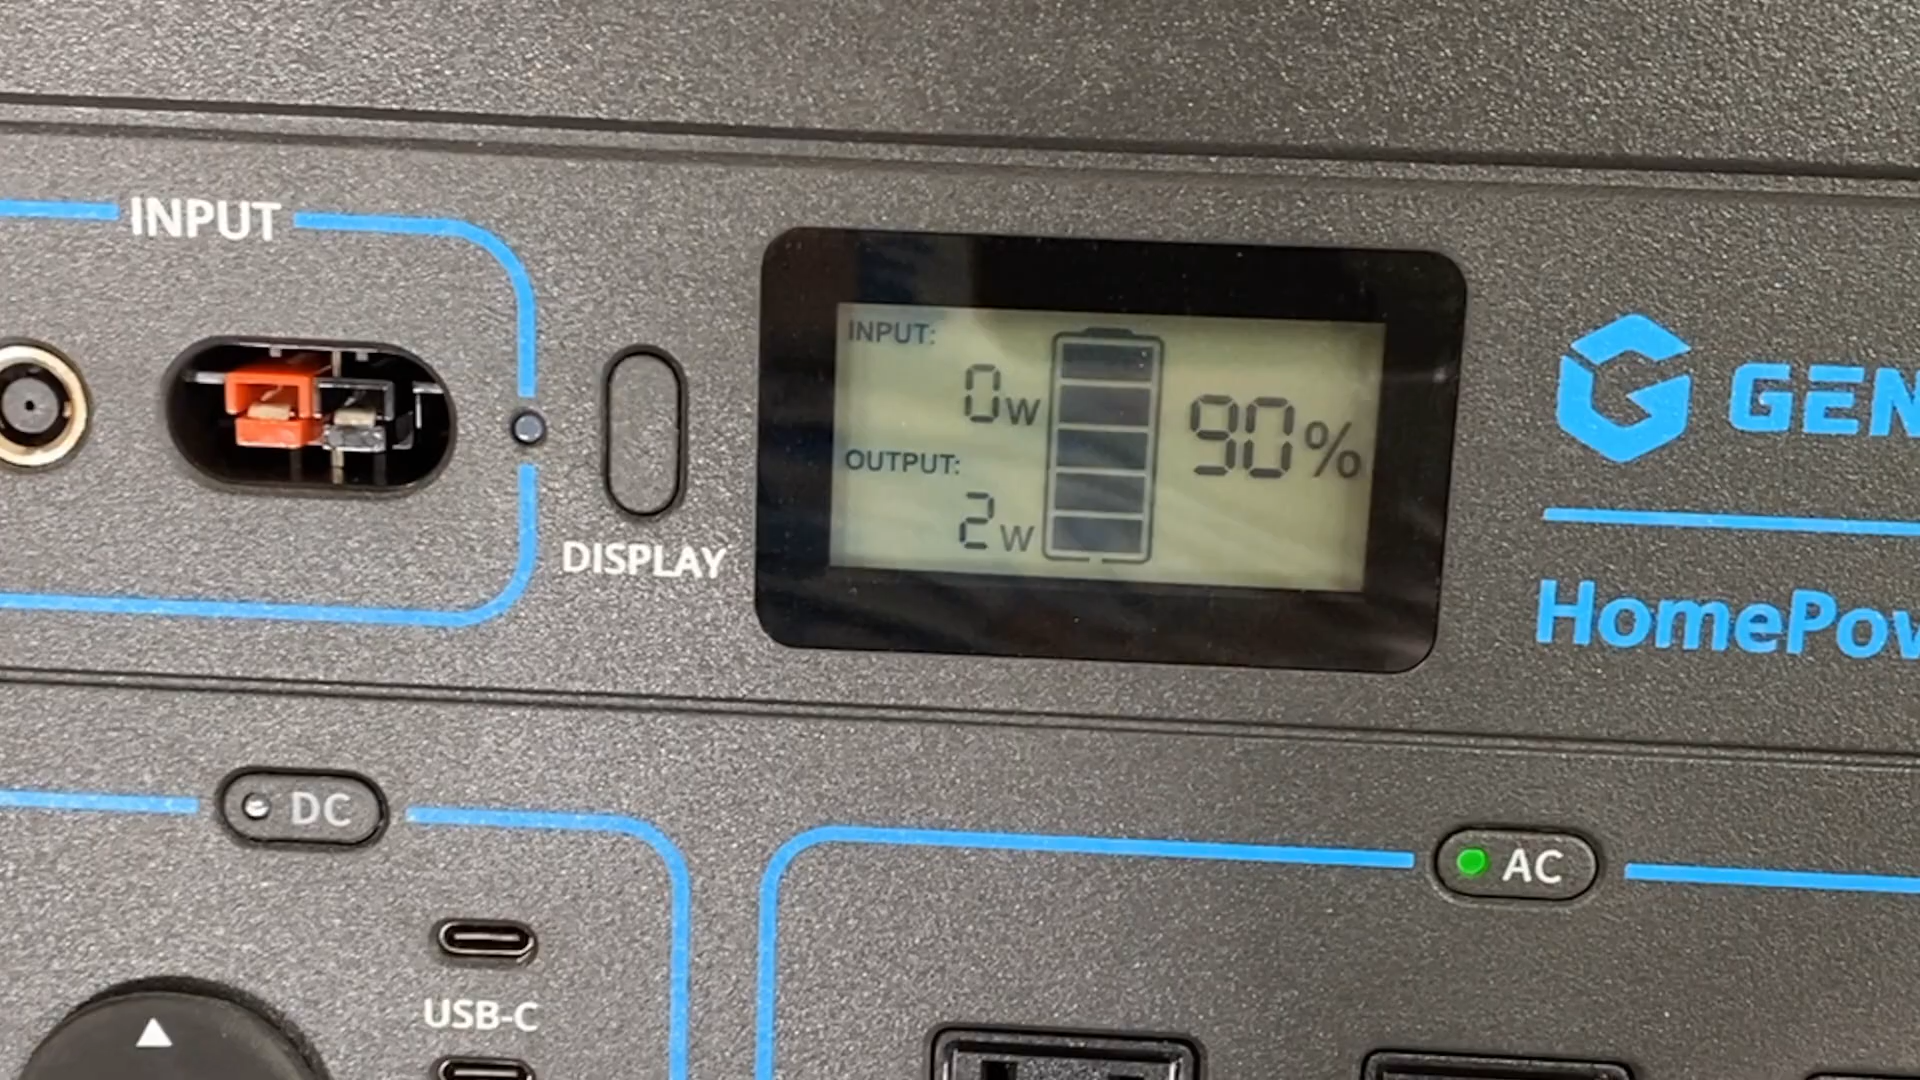 INPUT
INPUT:
0W
OUTPUT:
2W
90%
DISPLAY
GEN
HomePow
DC
AC
USB-C